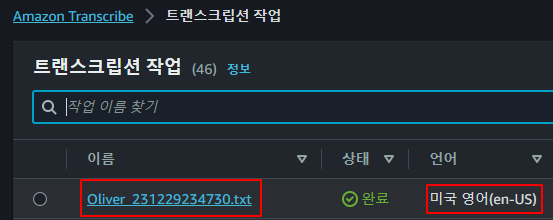 Amazon Transcribe > 트랜스크립션 작업
트랜스크립션 작업 (46) 정보
작업 이름 찾기
이름 상태 언어
Oliver_231229234730.txt 완료 미국 영어(en-US)